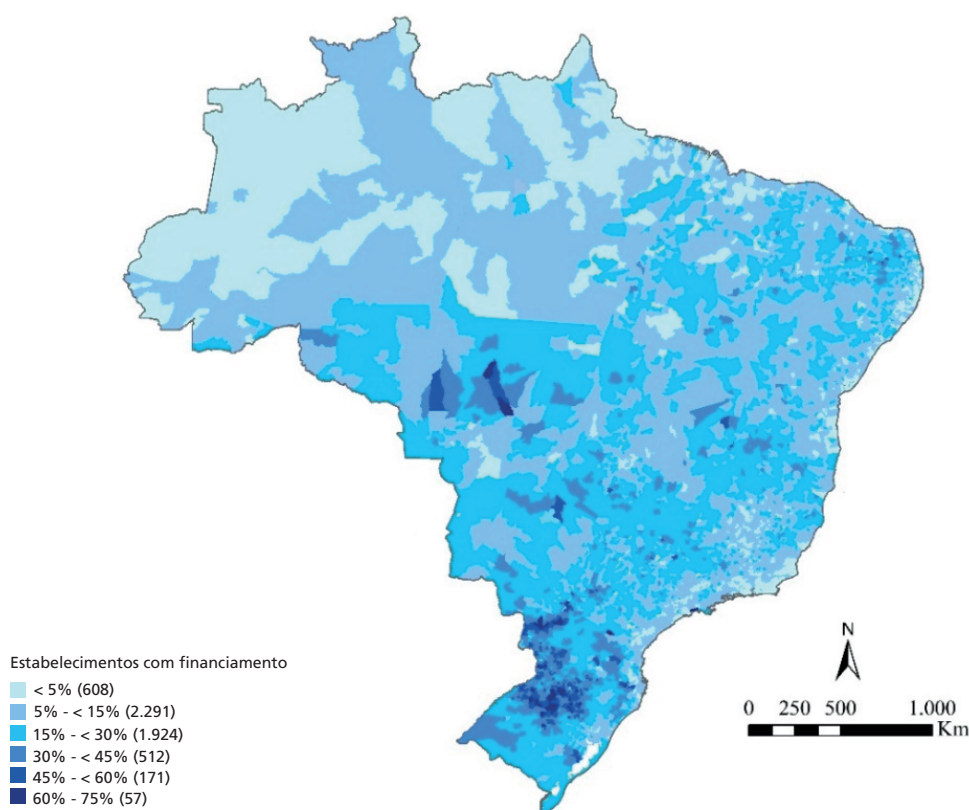 Estabelecimentos com financiamento
< 5% (608)
5% - < 15% (2.291)
15% - < 30% (1.924)
30% - < 45% (512)
45% - < 60% (171)
60% - 75% (57)
N
0 250 500 1.000
Km